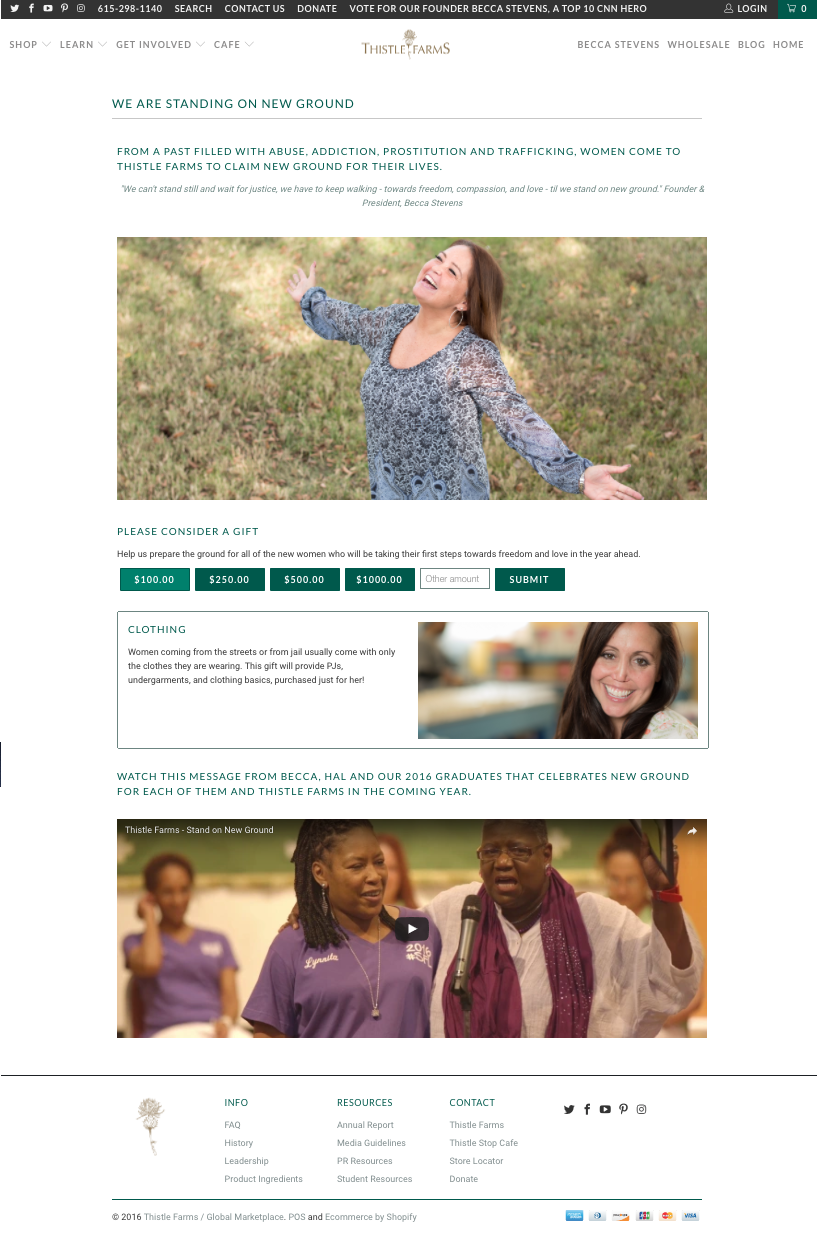 615-298-1140 SEARCH CONTACT US DONATE VOTE FOR OUR FOUNDER BECCA STEVENS, A TOP 10 CNN HERO LOGIN 0
SHOP LEARN GET INVOLVED CAFE THISTLE FARMS BECCA STEVENS WHOLESALE BLOG HOME
WE ARE STANDING ON NEW GROUND
FROM A PAST FILLED WITH ABUSE, ADDICTION, PROSTITUTION AND TRAFFICKING, WOMEN COME TO
THISTLE FARMS TO CLAIM NEW GROUND FOR THEIR LIVES.
"We can't stand still and wait for justice, we have to keep walking - towards freedom, compassion, and love - til we stand on new ground." Founder &
President, Becca Stevens
PLEASE CONSIDER A GIFT
Help us prepare the ground for all of the new women who will be taking their first steps towards freedom and love in the year ahead.
$100.00 $250.00 $500.00 $1000.00 Other amount SUBMIT
CLOTHING
Women coming from the streets or from jail usually come with only
the clothes they are wearing. This gift will provide PJs,
undergarments, and clothing basics, purchased just for her!
WATCH THIS MESSAGE FROM BECCA, HAL AND OUR 2016 GRADUATES THAT CELEBRATES NEW GROUND
FOR EACH OF THEM AND THISTLE FARMS IN THE COMING YEAR.
Thistle Farms - Stand on New Ground
Lynnita
2016
INFO RESOURCES CONTACT
FAQ Annual Report Thistle Farms
History Media Guidelines Thistle Stop Cafe
Leadership PR Resources Store Locator
Product Ingredients Student Resources Donate
© 2016 Thistle Farms / Global Marketplace. POS and Ecommerce by Shopify
JCB VISA